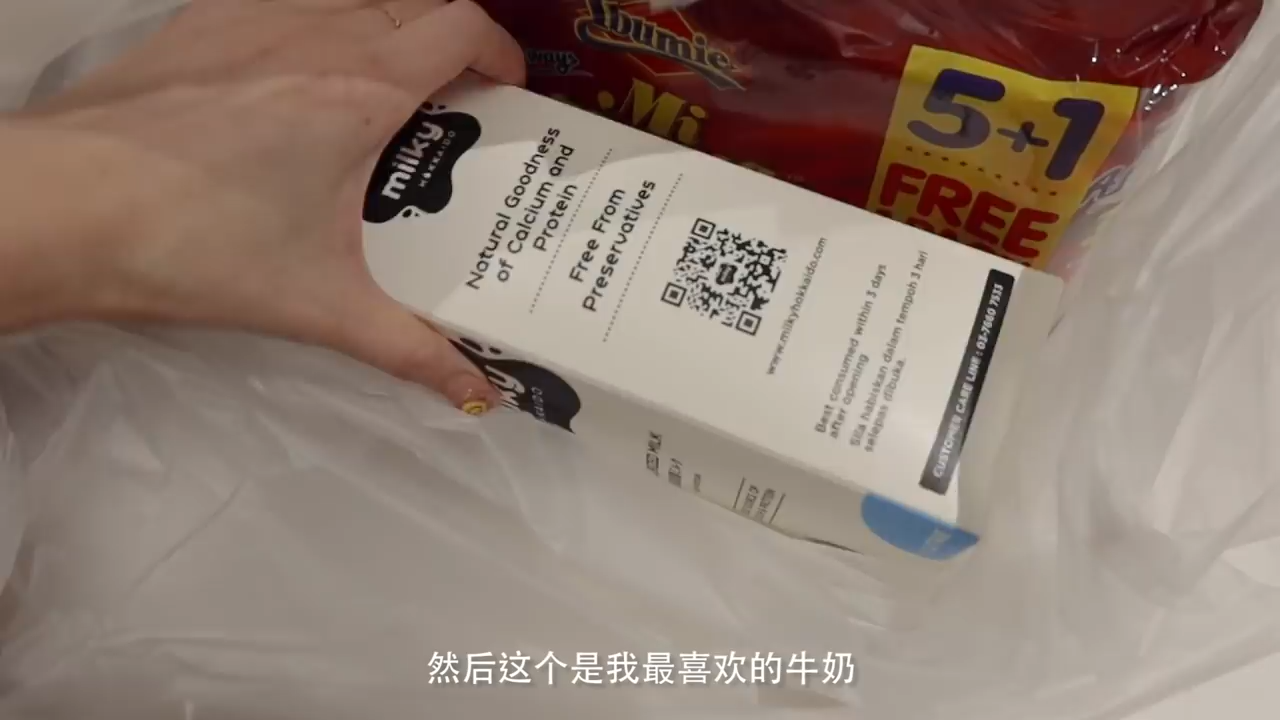 Ibumie
Mi
5+1
FREE
milky
HOKKAIDO
Natural Goodness
of Calcium and
Protein
Free From
Preservatives
www.milkyhokkaido.com
Best consumed within 3 days
after opening
Sila habiskan dalam tempoh 3 hari
selepas dibuka.
CUSTOMER CARE LINE : 03-7660 7533
然后这个是我最喜欢的牛奶